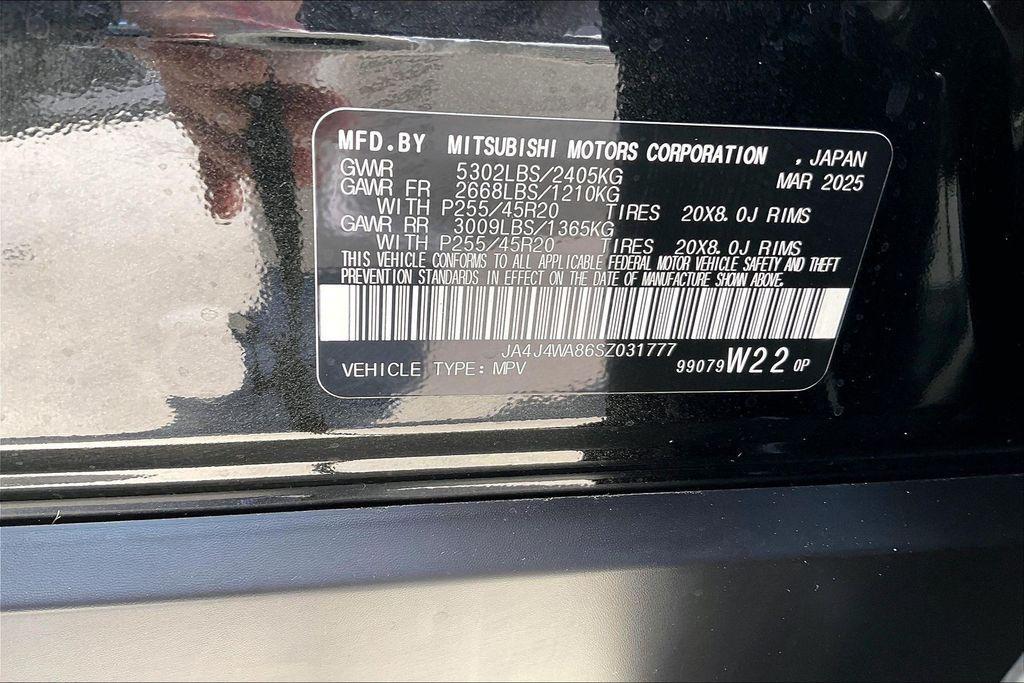 MFD.BY MITSUBISHI MOTORS CORPORATION , JAPAN
GVWR 5302LBS/2405KG MAR 2025
GAWR FR 2668LBS/1210KG
WITH P255/45R20 TIRES 20X8.0J RIMS
GAWR RR 3009LBS/1365KG
WITH P255/45R20 TIRES 20X8.0J RIMS
THIS VEHICLE CONFORMS TO ALL APPLICABLE FEDERAL MOTOR VEHICLE SAFETY AND THEFT
PREVENTION STANDARDS IN EFFECT ON THE DATE OF MANUFACTURE SHOWN ABOVE.
JA4J4WA86SZ031777
VEHICLE TYPE: MPV 99079 W22 0P